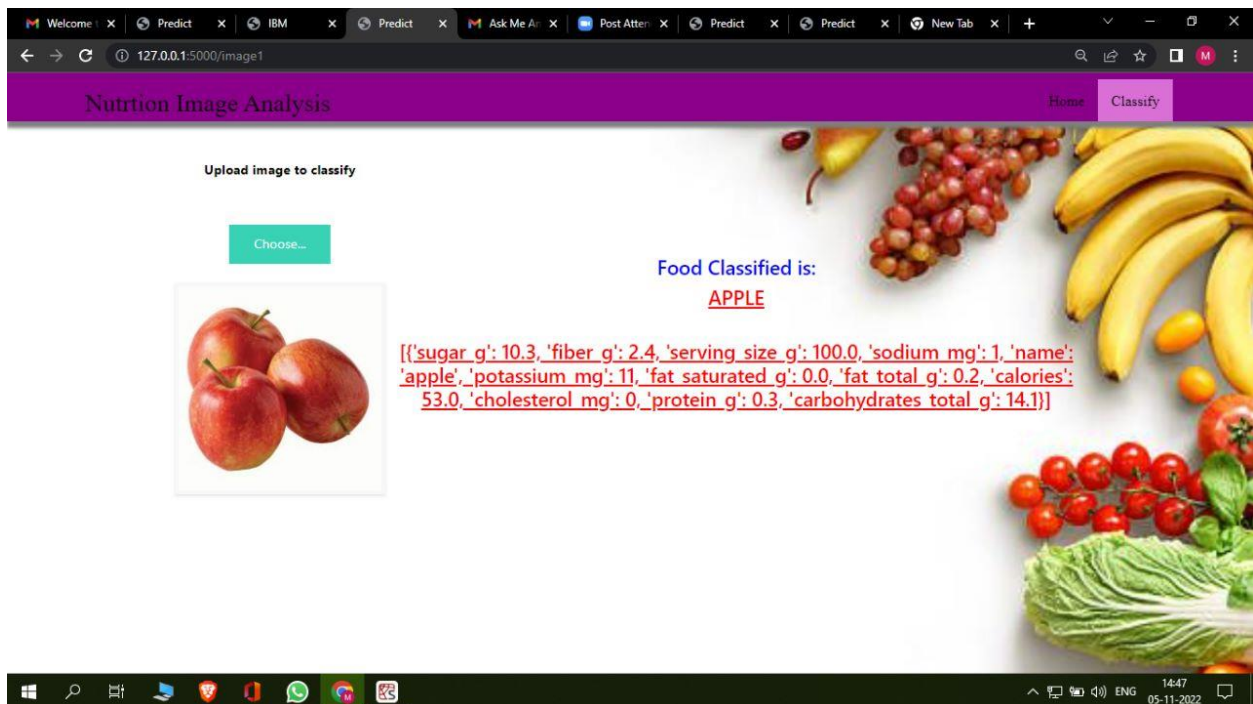 Welcome t
Predict
IBM
Predict
Ask Me An
Post Atten
Predict
Predict
New Tab
127.0.0.1:5000/image1
M
Nutrtion Image Analysis
Home
Classify
Upload image to classify
Choose...
Food Classified is:
APPLE
[{'sugar_g': 10.3, 'fiber_g': 2.4, 'serving_size_g': 100.0, 'sodium_mg': 1, 'name':
'apple', 'potassium_mg': 11, 'fat_saturated_g': 0.0, 'fat_total_g': 0.2, 'calories':
53.0, 'cholesterol_mg': 0, 'protein_g': 0.3, 'carbohydrates_total_g': 14.1}]
ENG
14:47
05-11-2022